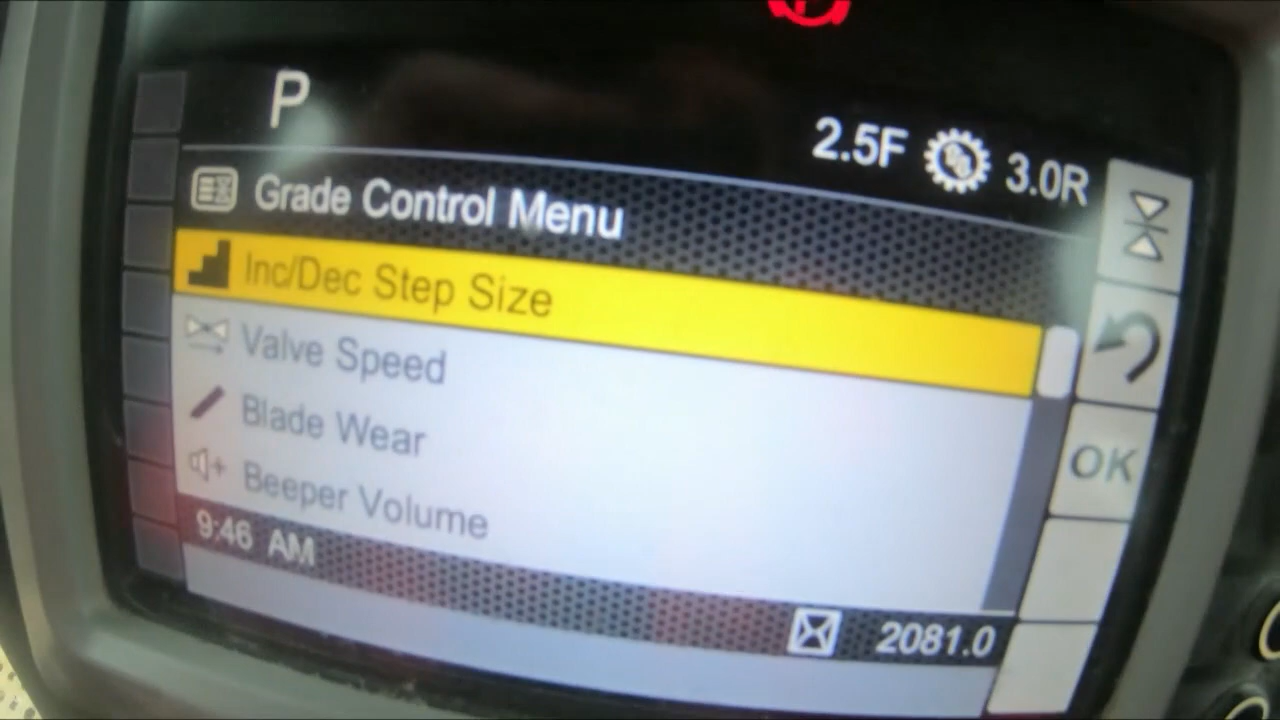 P
2.5F 3.0R
Grade Control Menu
Inc/Dec Step Size
Valve Speed
Blade Wear
OK
Beeper Volume
9:46 AM
2081.0